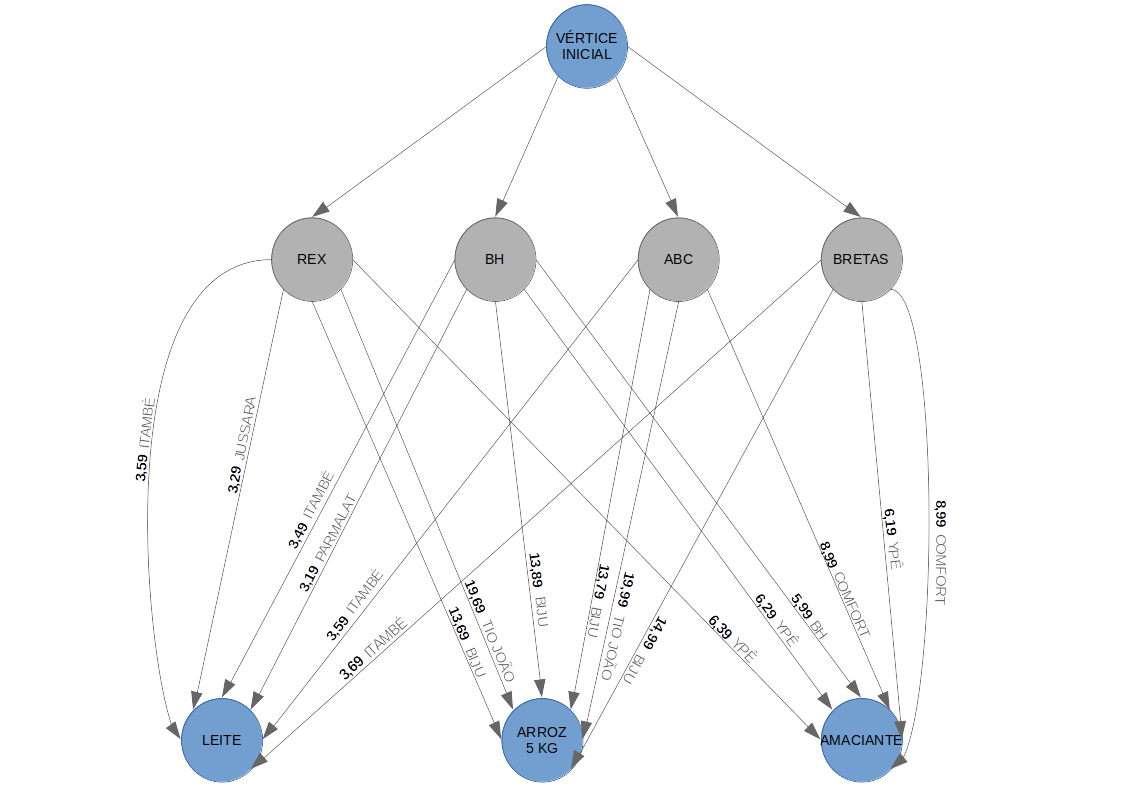 VÉRTICE
INICIAL
REX
BH
ABC
BRETAS
3,59 ITAMBÉ
3,29 JUSSARA
3,49 ITAMBÉ
3,19 PARMALAT
3,59 ITAMBÉ
3,69 ITAMBÉ
13,69 BIJU
19,69 TIO JOÃO
13,89 BIJU
13,79 BIJU
19,99 TIO JOÃO
14,99 BIJU
6,39 YPÊ
6,29 YPÊ
5,99 BH
8,99 COMFORT
6,19 YPÊ
8,99 COMFORT
LEITE
ARROZ
5 KG
AMACIANTE